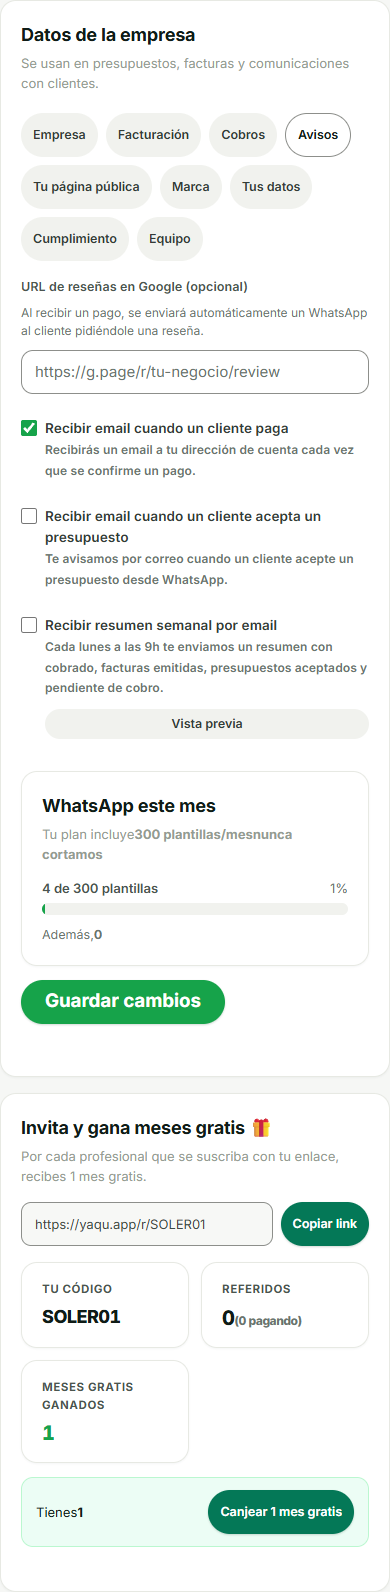 Datos de la empresa
Se usan en presupuestos, facturas y comunicaciones
con clientes.
Empresa
Facturación
Cobros
Avisos
Tu página pública
Marca
Tus datos
Cumplimiento
Equipo
URL de reseñas en Google (opcional)
Al recibir un pago, se enviará automáticamente un WhatsApp
al cliente pidiéndole una reseña.
https://g.page/r/tu-negocio/review
Recibir email cuando un cliente paga
Recibirás un email a tu dirección de cuenta cada vez
que se confirme un pago.
Recibir email cuando un cliente acepta un
presupuesto
Te avisamos por correo cuando un cliente acepte un
presupuesto desde WhatsApp.
Recibir resumen semanal por email
Cada lunes a las 9h te enviamos un resumen con
cobrado, facturas emitidas, presupuestos aceptados y
pendiente de cobro.
Vista previa
WhatsApp este mes
Tu plan incluye300 plantillas/mesnunca
cortamos
4 de 300 plantillas 1%
Además,0
Guardar cambios
Invita y gana meses gratis 🎁
Por cada profesional que se suscriba con tu enlace,
recibes 1 mes gratis.
https://yaqu.app/r/SOLER01
Copiar link
TU CÓDIGO
SOLER01
REFERIDOS
0(0 pagando)
MESES GRATIS
GANADOS
1
Tienes1
Canjear 1 mes gratis